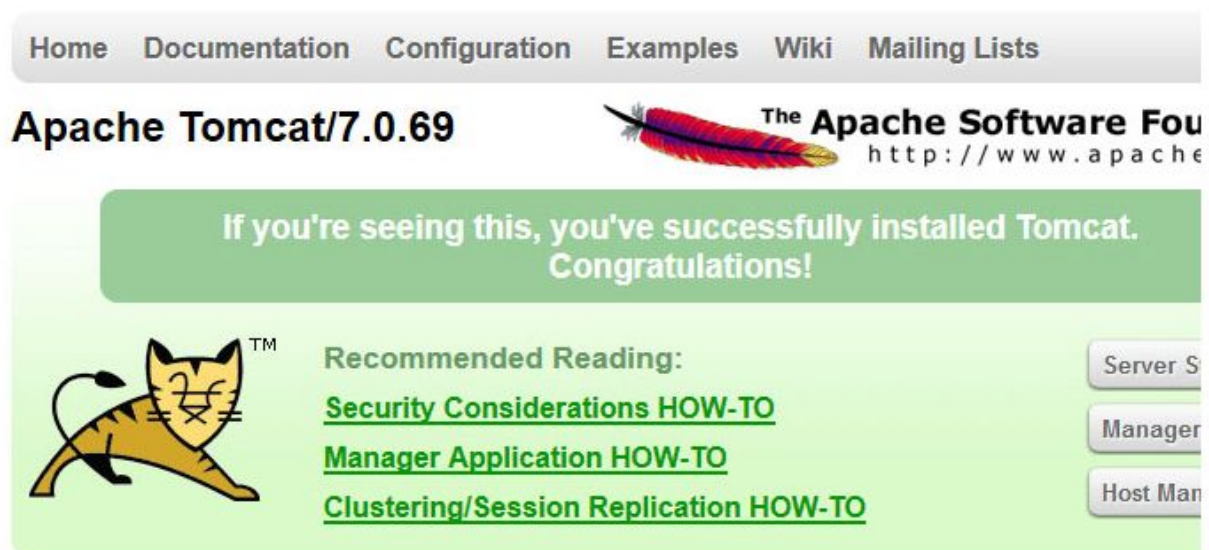 Home Documentation Configuration Examples Wiki Mailing Lists
Apache Tomcat/7.0.69
The Apache Software Fou
http://www.apache
If you're seeing this, you've successfully installed Tomcat.
Congratulations!
TM
Recommended Reading:
Security Considerations HOW-TO
Manager Application HOW-TO
Clustering/Session Replication HOW-TO
Server S
Manager
Host Man